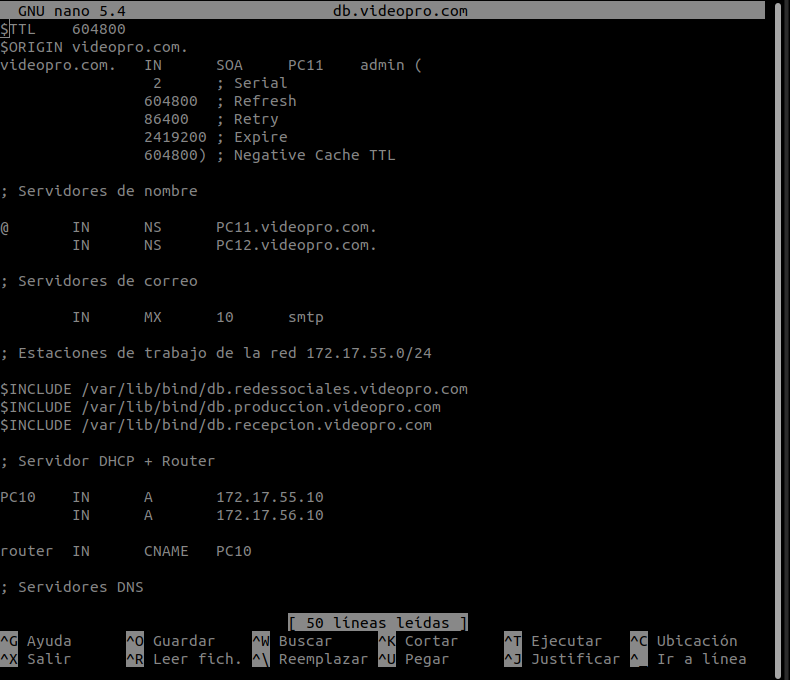 GNU nano 5.4 db.videopro.com
$TTL 604800
$ORIGIN videopro.com.
videopro.com. IN SOA PC11 admin (
2 ; Serial
604800 ; Refresh
86400 ; Retry
2419200 ; Expire
604800) ; Negative Cache TTL
; Servidores de nombre
@ IN NS PC11.videopro.com.
IN NS PC12.videopro.com.
; Servidores de correo
IN MX 10 smtp
; Estaciones de trabajo de la red 172.17.55.0/24
$INCLUDE /var/lib/bind/db.redessociales.videopro.com
$INCLUDE /var/lib/bind/db.produccion.videopro.com
$INCLUDE /var/lib/bind/db.recepcion.videopro.com
; Servidor DHCP + Router
PC10 IN A 172.17.55.10
IN A 172.17.56.10
router IN CNAME PC10
; Servidores DNS
[ 50 líneas leídas ]
^G Ayuda ^O Guardar ^W Buscar ^K Cortar ^T Ejecutar ^C Ubicación
^X Salir ^R Leer fich. ^\ Reemplazar ^U Pegar ^J Justificar ^_ Ir a línea